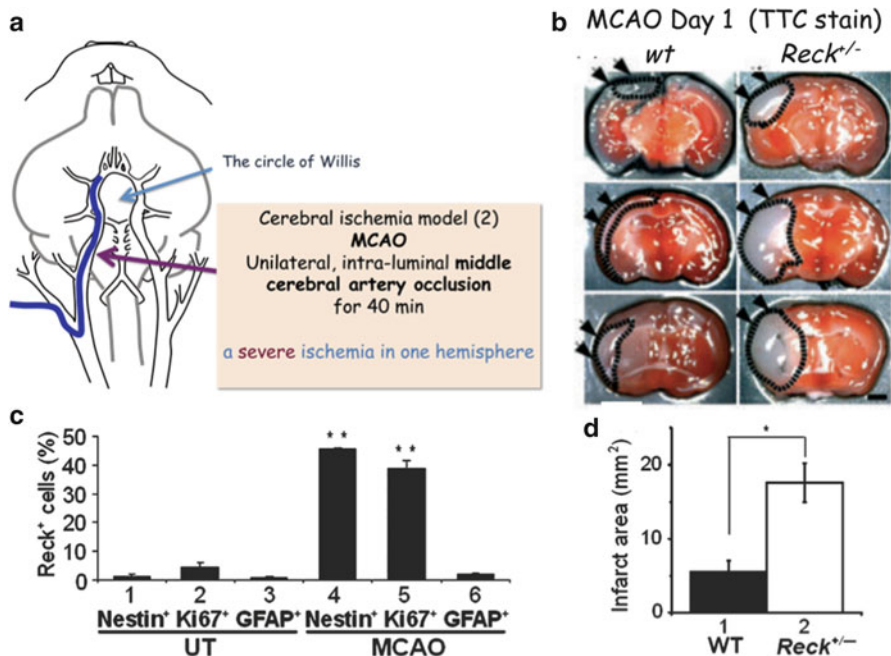 a
The circle of Willis
Cerebral ischemia model (2)
MCAO
Unilateral, intra-luminal middle
cerebral artery occlusion
for 40 min
a severe ischemia in one hemisphere
b
MCAO Day 1 (TTC stain)
wt Reck+/-
c
Reck+ cells (%)
50
40
30
20
10
0
** **
1 2 3 4 5 6
Nestin+ Ki67+ GFAP+ Nestin+ Ki67+ GFAP+
UT MCAO
d
Infarct area (mm²)
20
10
0
*
1 2
WT Reck+/—